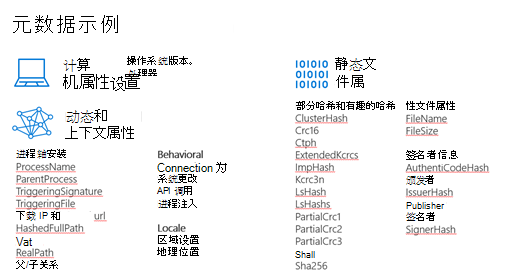 元数据示例
计算
机属性设置
操作系统版本。
处理器
动态和
上下文属性
进程 安装
ProcessName
ParentProcess
TriggeringSignature
TriggeringFile
下载 IP 和 url
HashedFullPath
Vat
RealPath
父/子关系
Behavioral
Connection 为
系统更改
API 调用
进程注入
Locale
区域设置
地理位置
静态文
件属
部分哈希和有趣的哈希
ClusterHash
Crc16
Ctph
ExtendedKcrcs
ImpHash
Kcrc3n
LsHash
LsHashs
PartialCrc1
PartialCrc2
PartialCrc3
Shall
Sha256
性文件属性
FileName
FileSize
签名者信息
AuthentiCodeHash
颁发者
IssuerHash
Publisher
签名者
SignerHash